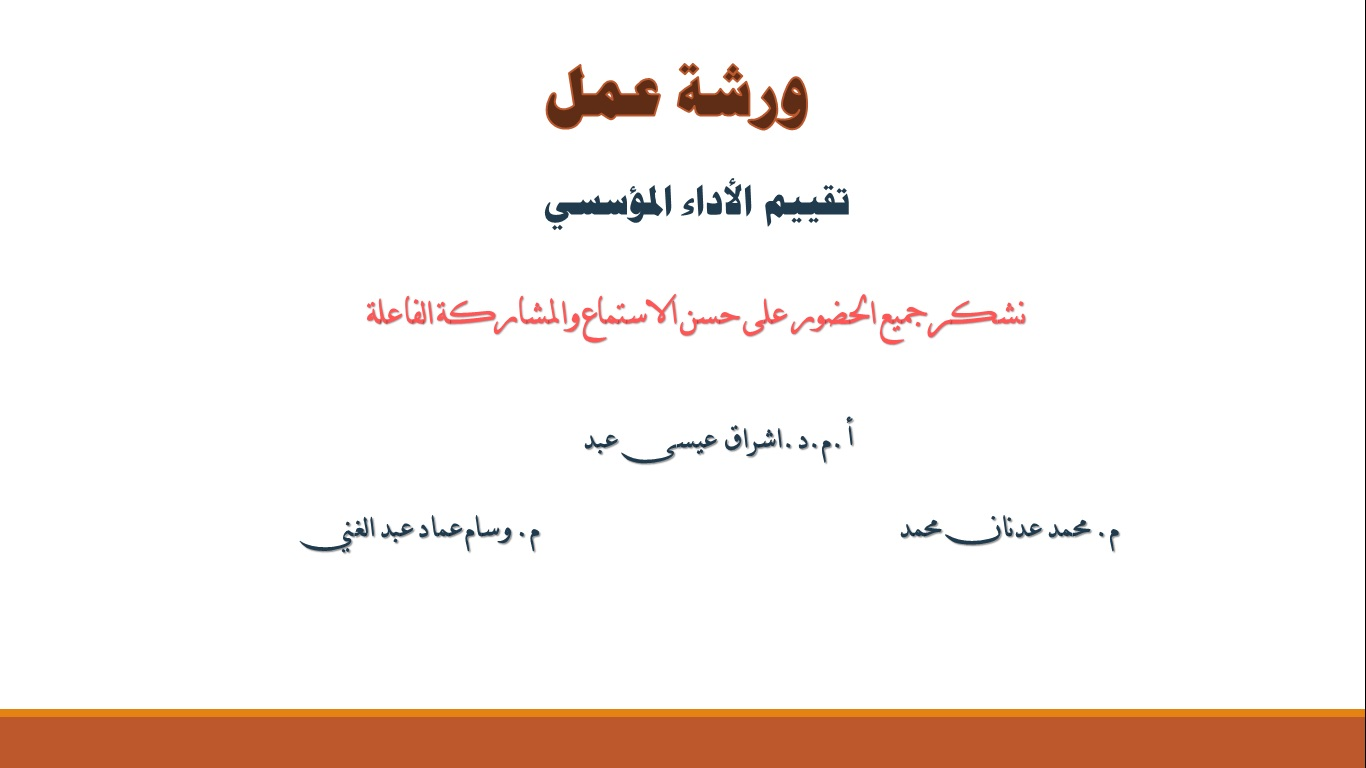 ورشة عمل
تقييم الأداء المؤسسي
نشكر جميع الحضور على حسن الاستماع والمشاركة الفاعلة
أ.م.د.اشراق عيسى عبد
م. محمد عدنان محمد
م. وسام عماد عبد الغني